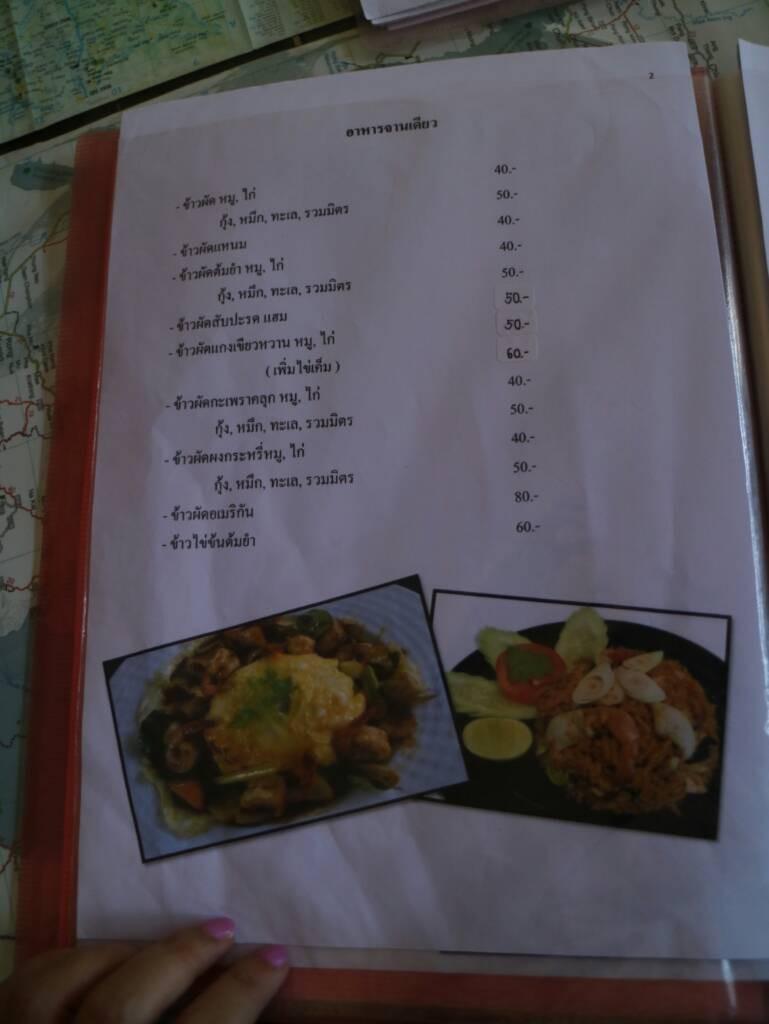 2
อาหารจานเดียว
- ข้าวผัด หมู, ไก่ 40.-
กุ้ง, หมึก, ทะเล, รวมมิตร 50.-
- ข้าวผัดแหนม 40.-
- ข้าวผัดต้มยำ หมู, ไก่ 40.-
กุ้ง, หมึก, ทะเล, รวมมิตร 50.-
- ข้าวผัดสับปะรด แฮม 50.-
- ข้าวผัดแกงเขียวหวาน หมู, ไก่ 50.-
( เพิ่มไข่เค็ม ) 60.-
- ข้าวผัดกะเพราคลุก หมู, ไก่ 40.-
กุ้ง, หมึก, ทะเล, รวมมิตร 50.-
- ข้าวผัดผงกระหรี่หมู, ไก่ 40.-
กุ้ง, หมึก, ทะเล, รวมมิตร 50.-
- ข้าวผัดอเมริกัน 80.-
- ข้าวไข่ข้นต้มยำ 60.-